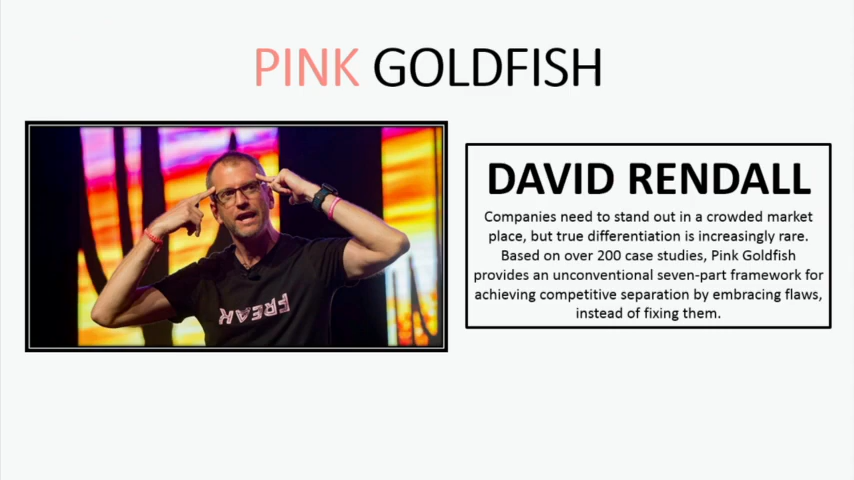 PINK GOLDFISH
DAVID RENDALL
Companies need to stand out in a crowded market
place, but true differentiation is increasingly rare.
Based on over 200 case studies, Pink Goldfish
provides an unconventional seven-part framework for
achieving competitive separation by embracing flaws,
instead of fixing them.
FREAK